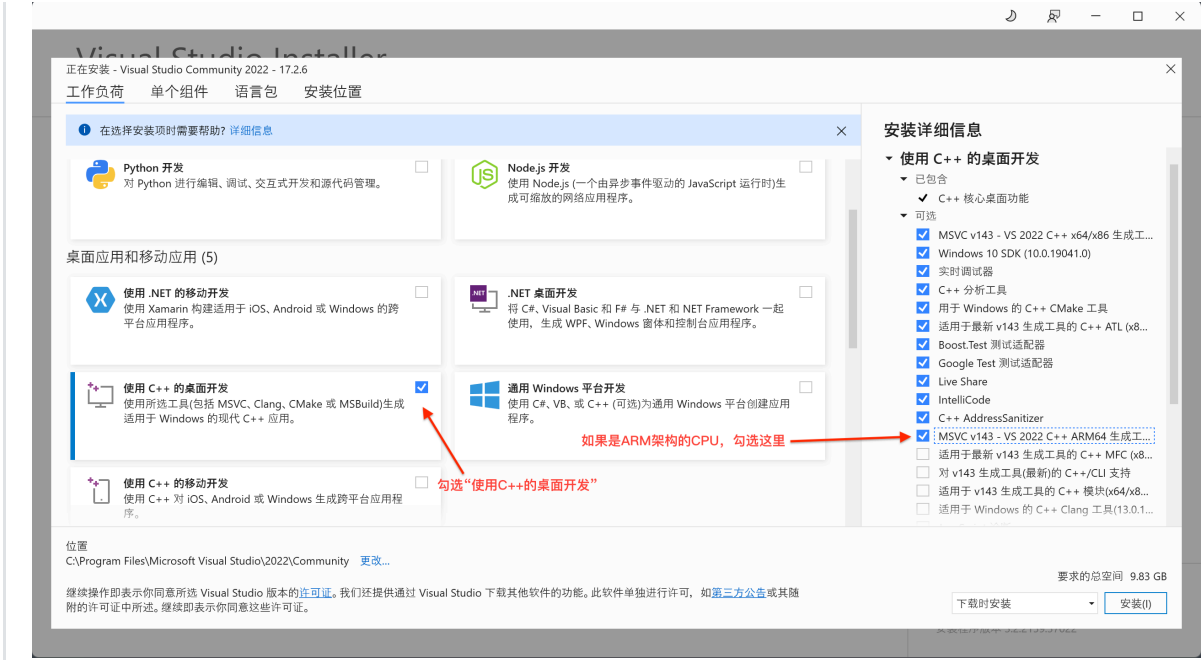 Visual Studio Installer
正在安装 - Visual Studio Community 2022 - 17.2.6
工作负荷 单个组件 语言包 安装位置
在选择安装项时需要帮助? 详细信息
Python 开发
对 Python 进行编辑、调试、交互式开发和源代码管理。
Node.js 开发
使用 Node.js (一个由异步事件驱动的 JavaScript 运行时)生
成可缩放的网络应用程序。
桌面应用和移动应用 (5)
使用 .NET 的移动开发
使用 Xamarin 构建适用于 iOS、Android 或 Windows 的跨
平台应用程序。
.NET
.NET 桌面开发
将 C#、Visual Basic 和 F# 与 .NET 和 NET Framework 一起
使用，生成 WPF、Windows 窗体和控制台应用程序。
使用 C++ 的桌面开发
使用所选工具(包括 MSVC、Clang、CMake 或 MSBuild)生成
适用于 Windows 的现代 C++ 应用。
通用 Windows 平台开发
使用 C#、VB、或 C++ (可选)为通用 Windows 平台创建应用
程序。
如果是ARM架构的CPU，勾选这里
使用 C++ 的移动开发
使用 C++ 对 iOS、Android 或 Windows 生成跨平台应用程
序。
勾选“使用C++的桌面开发”
安装详细信息
使用 C++ 的桌面开发
已包含
C++ 核心桌面功能
可选
MSVC v143 - VS 2022 C++ x64/x86 生成工...
Windows 10 SDK (10.0.19041.0)
实时调试器
C++ 分析工具
用于 Windows 的 C++ CMake 工具
适用于最新 v143 生成工具的 C++ ATL (x8...
Boost.Test 测试适配器
Google Test 测试适配器
Live Share
IntelliCode
C++ AddressSanitizer
MSVC v143 - VS 2022 C++ ARM64 生成工...
适用于最新 v143 生成工具的 C++ MFC (x8...
对 v143 生成工具(最新)的 C++/CLI 支持
适用于 v143 生成工具的 C++ 模块(x64/x8...
适用于 Windows 的 C++ Clang 工具(13.0.1...
位置
C:\Program Files\Microsoft Visual Studio\2022\Community 更改...
继续操作即表示你同意所选 Visual Studio 版本的许可证。我们还提供通过 Visual Studio 下载其他软件的功能。此软件单独进行许可，如第三方公告或其随
附的许可证中所述。继续即表示你同意这些许可证。
要求的总空间 9.83 GB
下载时安装
安装(I)